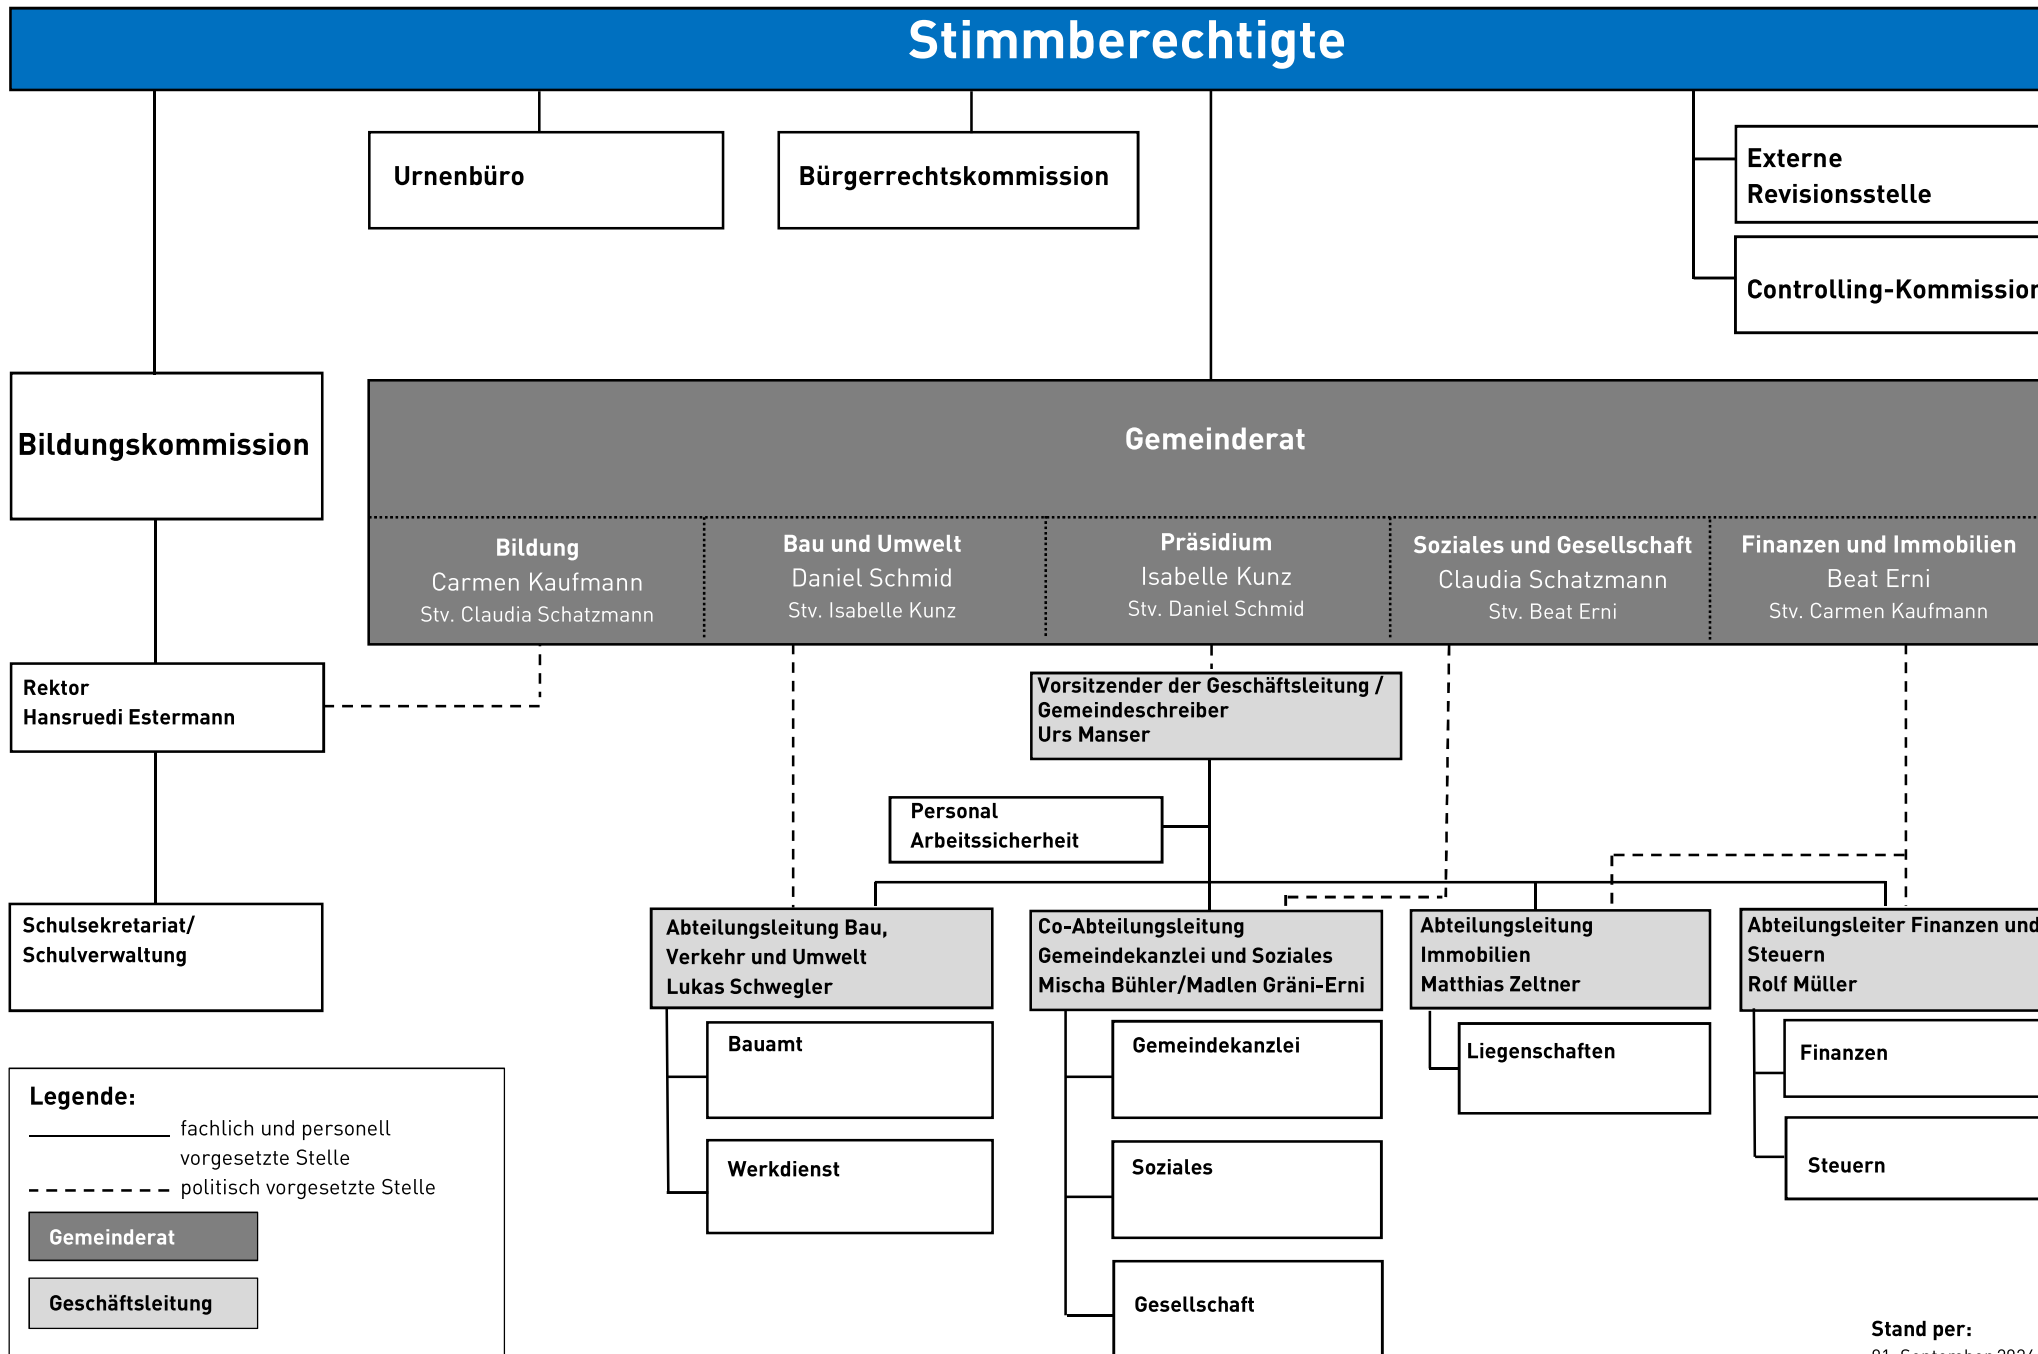 Stimmberechtigte
Urnenbüro
Bürgerrechtskommission
Externe
Revisionsstelle
Controlling-Kommission
Bildungskommission
Gemeinderat
Bildung
Carmen Kaufmann
Stv. Claudia Schatzmann
Bau und Umwelt
Daniel Schmid
Stv. Isabelle Kunz
Präsidium
Isabelle Kunz
Stv. Daniel Schmid
Soziales und Gesellschaft
Claudia Schatzmann
Stv. Beat Erni
Finanzen und Immobilien
Beat Erni
Stv. Carmen Kaufmann
Rektor
Hansruedi Estermann
Vorsitzender der Geschäftsleitung /
Gemeindeschreiber
Urs Manser
Personal
Arbeitssicherheit
Schulsekretariat/
Schulverwaltung
Abteilungsleitung Bau,
Verkehr und Umwelt
Lukas Schwegler
Co-Abteilungsleitung
Gemeindekanzlei und Soziales
Mischa Bühler/Madlen Gräni-Erni
Abteilungsleitung
Immobilien
Matthias Zeltner
Abteilungsleiter Finanzen und
Steuern
Rolf Müller
Bauamt
Werkdienst
Gemeindekanzlei
Soziales
Gesellschaft
Liegenschaften
Finanzen
Steuern
Legende:
fachlich und personell
vorgesetzte Stelle
politisch vorgesetzte Stelle
Gemeinderat
Geschäftsleitung
Stand per: